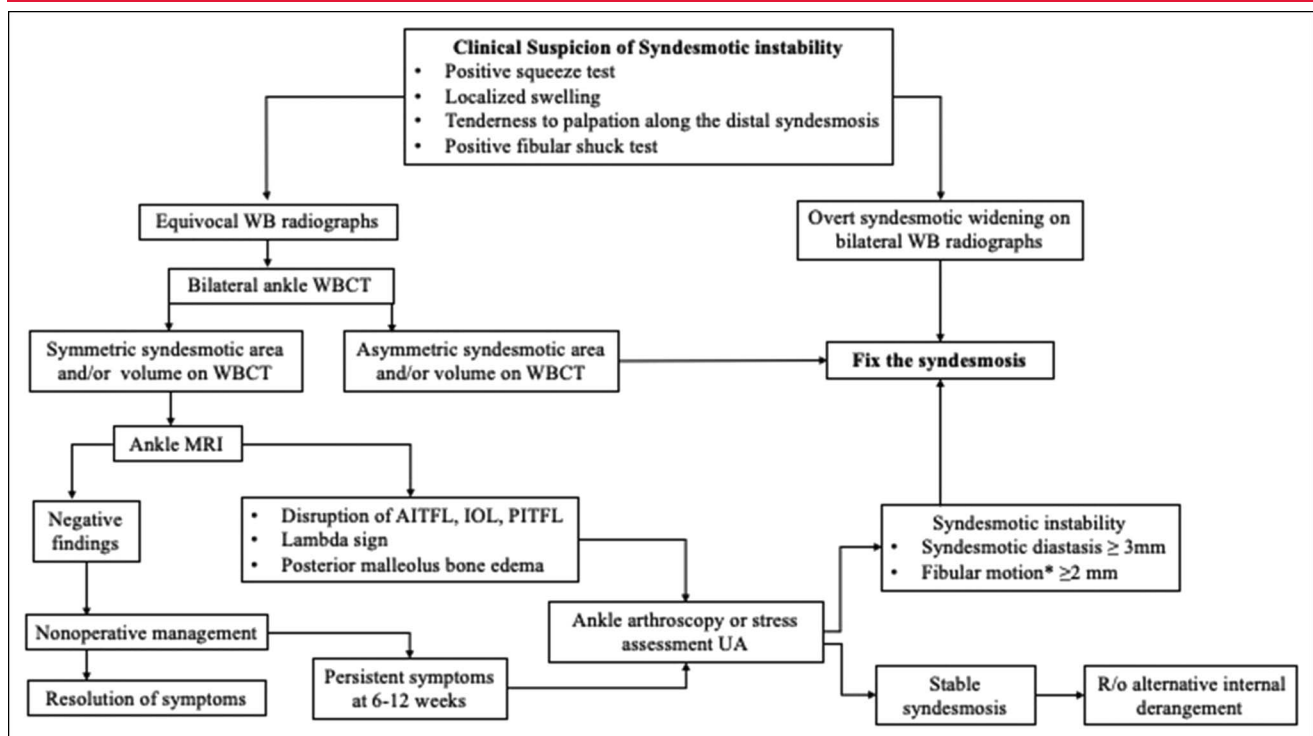 Clinical Suspicion of Syndesmotic instability
• Positive squeeze test
• Localized swelling
• Tenderness to palpation along the distal syndesmosis
• Positive fibular shuck test
Equivocal WB radiographs
Overt syndesmotic widening on
bilateral WB radiographs
Bilateral ankle WBCT
Symmetric syndesmotic area
and/or volume on WBCT
Asymmetric syndesmotic area
and/or volume on WBCT
Fix the syndesmosis
Ankle MRI
Negative
findings
• Disruption of AITFL, IOL, PITFL
• Lambda sign
• Posterior malleolus bone edema
Syndesmotic instability
• Syndesmotic diastasis ≥ 3mm
• Fibular motion* ≥2 mm
Nonoperative management
Ankle arthroscopy or stress
assessment UA
Resolution of symptoms
Persistent symptoms
at 6-12 weeks
Stable
syndesmosis
R/o alternative internal
derangement